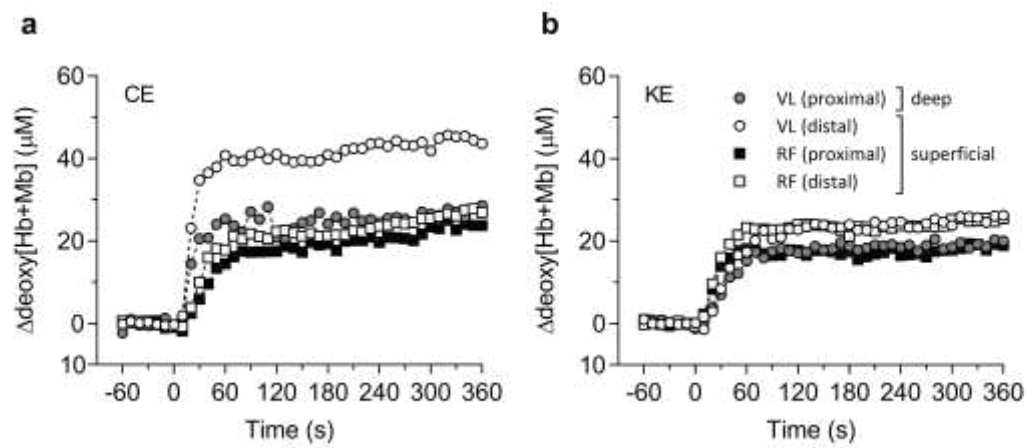 a
b
60
40
20
0
10
CE
Δdeoxy[Hb+Mb] (μM)
-60 0 60 120 180 240 300 360
Time (s)
60
40
20
0
10
KE
VL (proximal) deep
VL (distal)
RF (proximal) superficial
RF (distal)
Δdeoxy[Hb+Mb] (μM)
-60 0 60 120 180 240 300 360
Time (s)